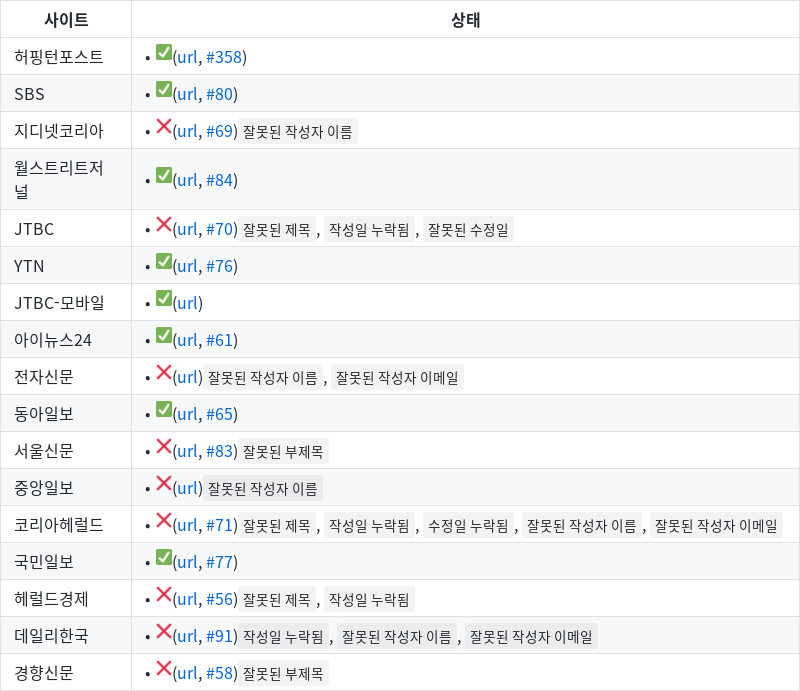 사이트 상태
허핑턴포스트 • ✅(url, #358)
SBS • ✅(url, #80)
지디넷코리아 • ❌(url, #69) 잘못된 작성자 이름
월스트리트저
널 • ✅(url, #84)
JTBC • ❌(url, #70) 잘못된 제목 , 작성일 누락됨 , 잘못된 수정일
YTN • ✅(url, #76)
JTBC-모바일 • ✅(url)
아이뉴스24 • ✅(url, #61)
전자신문 • ❌(url) 잘못된 작성자 이름 , 잘못된 작성자 이메일
동아일보 • ✅(url, #65)
서울신문 • ❌(url, #83) 잘못된 부제목
중앙일보 • ❌(url) 잘못된 작성자 이름
코리아헤럴드 • ❌(url, #71) 잘못된 제목 , 작성일 누락됨 , 수정일 누락됨 , 잘못된 작성자 이름 , 잘못된 작성자 이메일
국민일보 • ✅(url, #77)
헤럴드경제 • ❌(url, #56) 잘못된 제목 , 작성일 누락됨
데일리한국 • ❌(url, #91) 작성일 누락됨 , 잘못된 작성자 이름 , 잘못된 작성자 이메일
경향신문 • ❌(url, #58) 잘못된 부제목